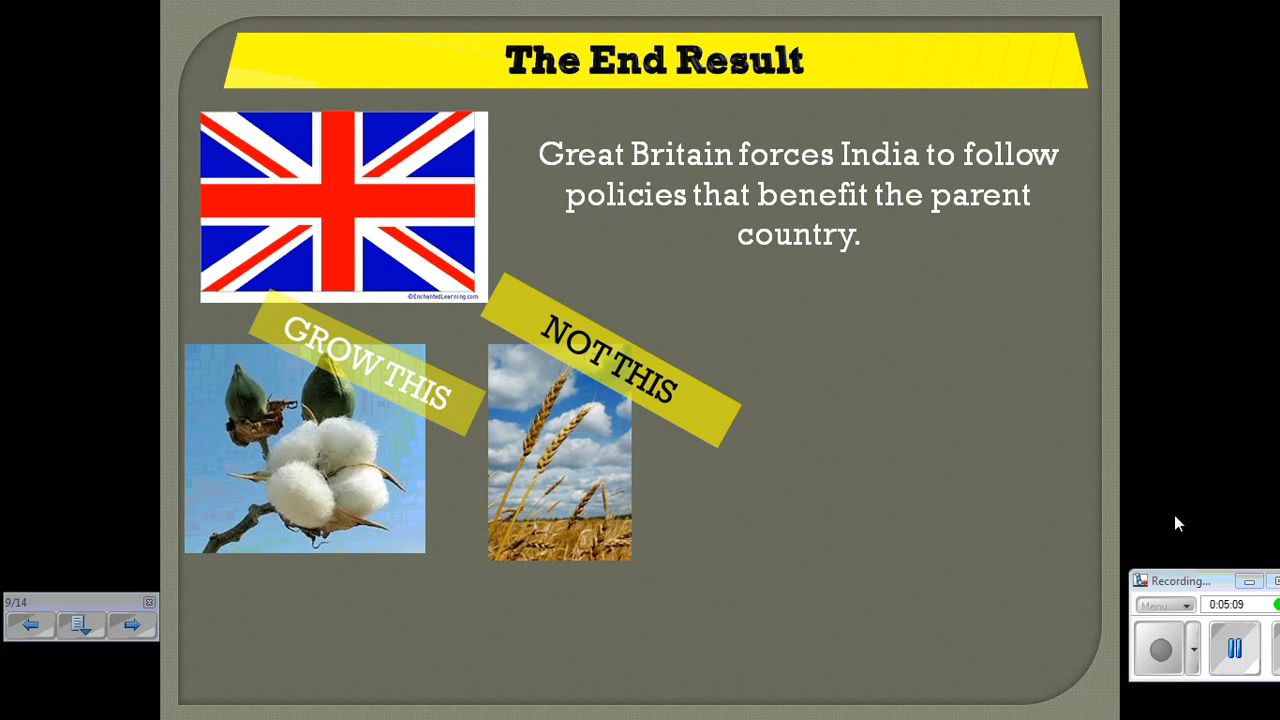 The End Result
Great Britain forces India to follow
policies that benefit the parent
country.
©EnchantedLearning.com
GROW THIS
NOT THIS
9/14
Recording...
Menu
0:05:09